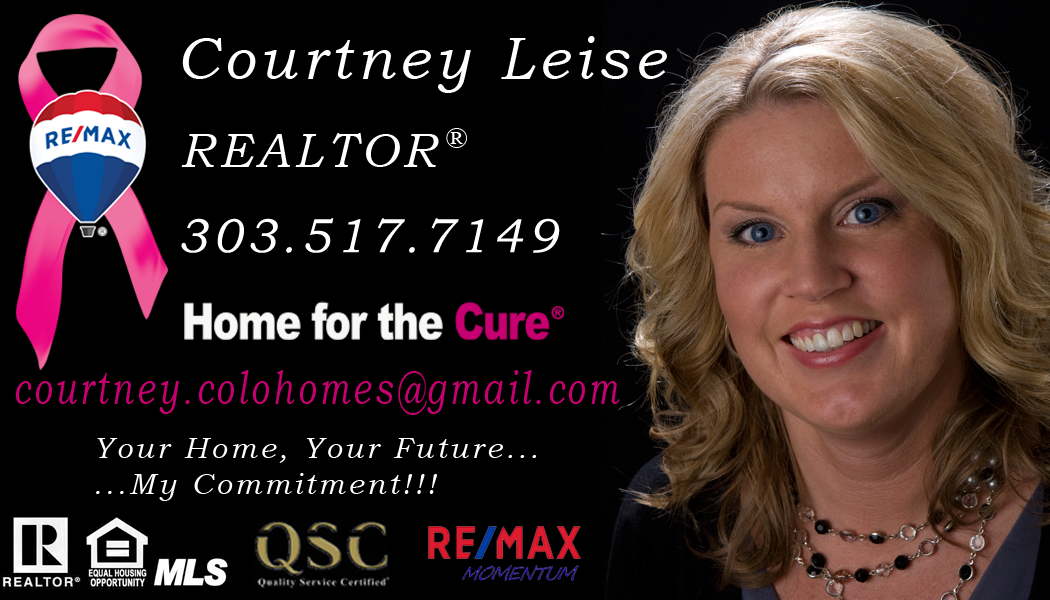 Courtney Leise
RE/MAX
REALTOR®
303.517.7149
®
Home for the Cure®
courtney.colohomes@gmail.com
Your Home, Your Future...
...My Commitment!!!
R
REALTOR®
EQUAL HOUSING
OPPORTUNITY
MLS
QSC
Quality Service Certified®
RE/MAX
MOMENTUM